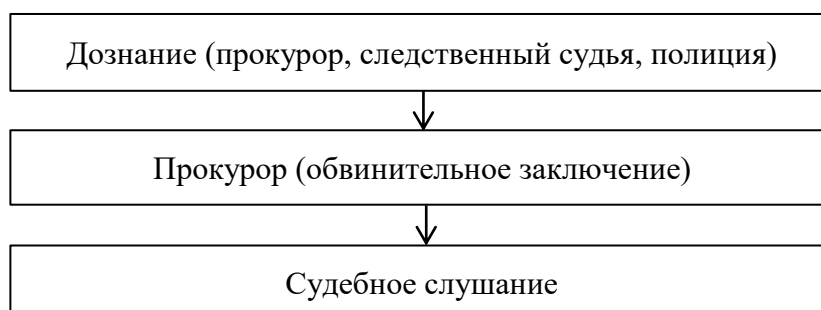 Дознание (прокурор, следственный судья, полиция)
Прокурор (обвинительное заключение)
Судебное слушание